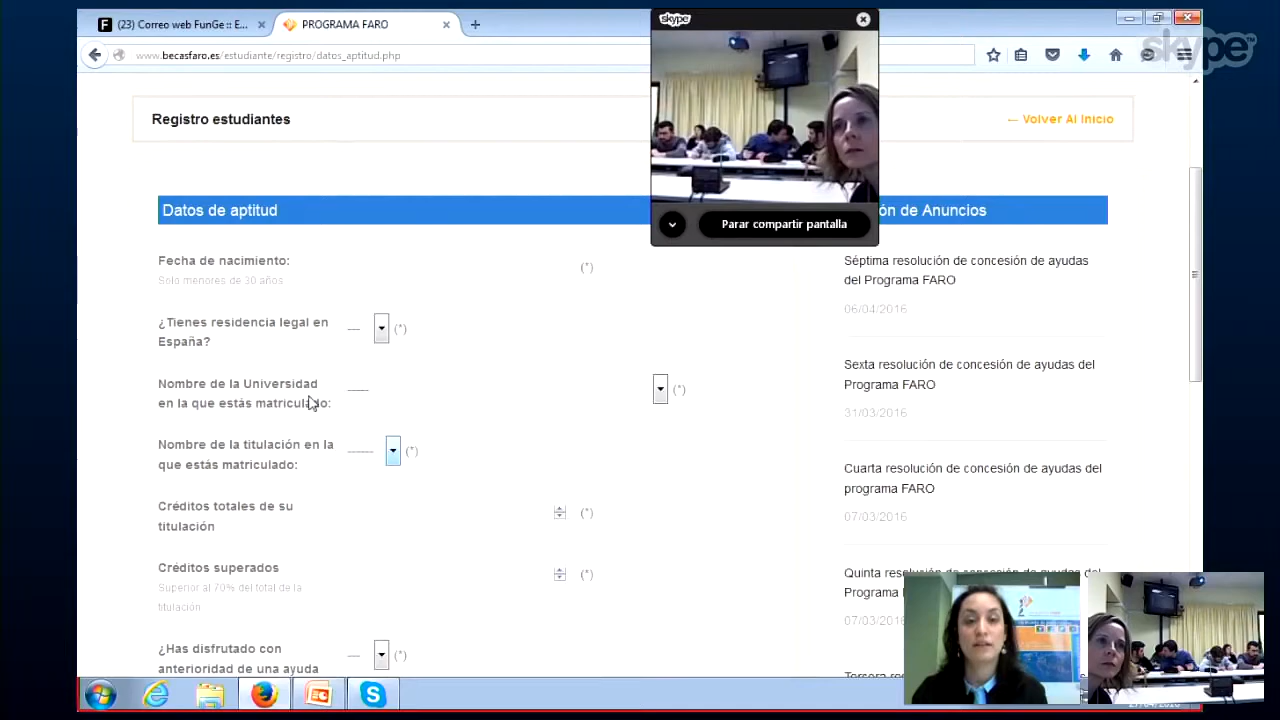 (23) Correo web FunGe :: E...
PROGRAMA FARO
www.becasfaro.es/estudiante/registro/datos_aptitud.php
skype
skype™
Parar compartir pantalla
Registro estudiantes
← Volver Al Inicio
Datos de aptitud
ón de Anuncios
Fecha de nacimiento:
Sólo menores de 30 años
(*)
¿Tienes residencia legal en
España?
---- (*)
Nombre de la Universidad
en la que estás matriculado:
------ (*)
Nombre de la titulación en la
que estás matriculado:
------- (*)
Créditos totales de su
titulación
(*)
Créditos superados
Superior al 70% del total de la
titulación
(*)
¿Has disfrutado con
anterioridad de una ayuda
---- (*)
Séptima resolución de concesión de ayudas
del Programa FARO
06/04/2016
Sexta resolución de concesión de ayudas del
Programa FARO
31/03/2016
Cuarta resolución de concesión de ayudas del
programa FARO
07/03/2016
Quinta resolución de concesión de ayudas del
Programa
07/03/